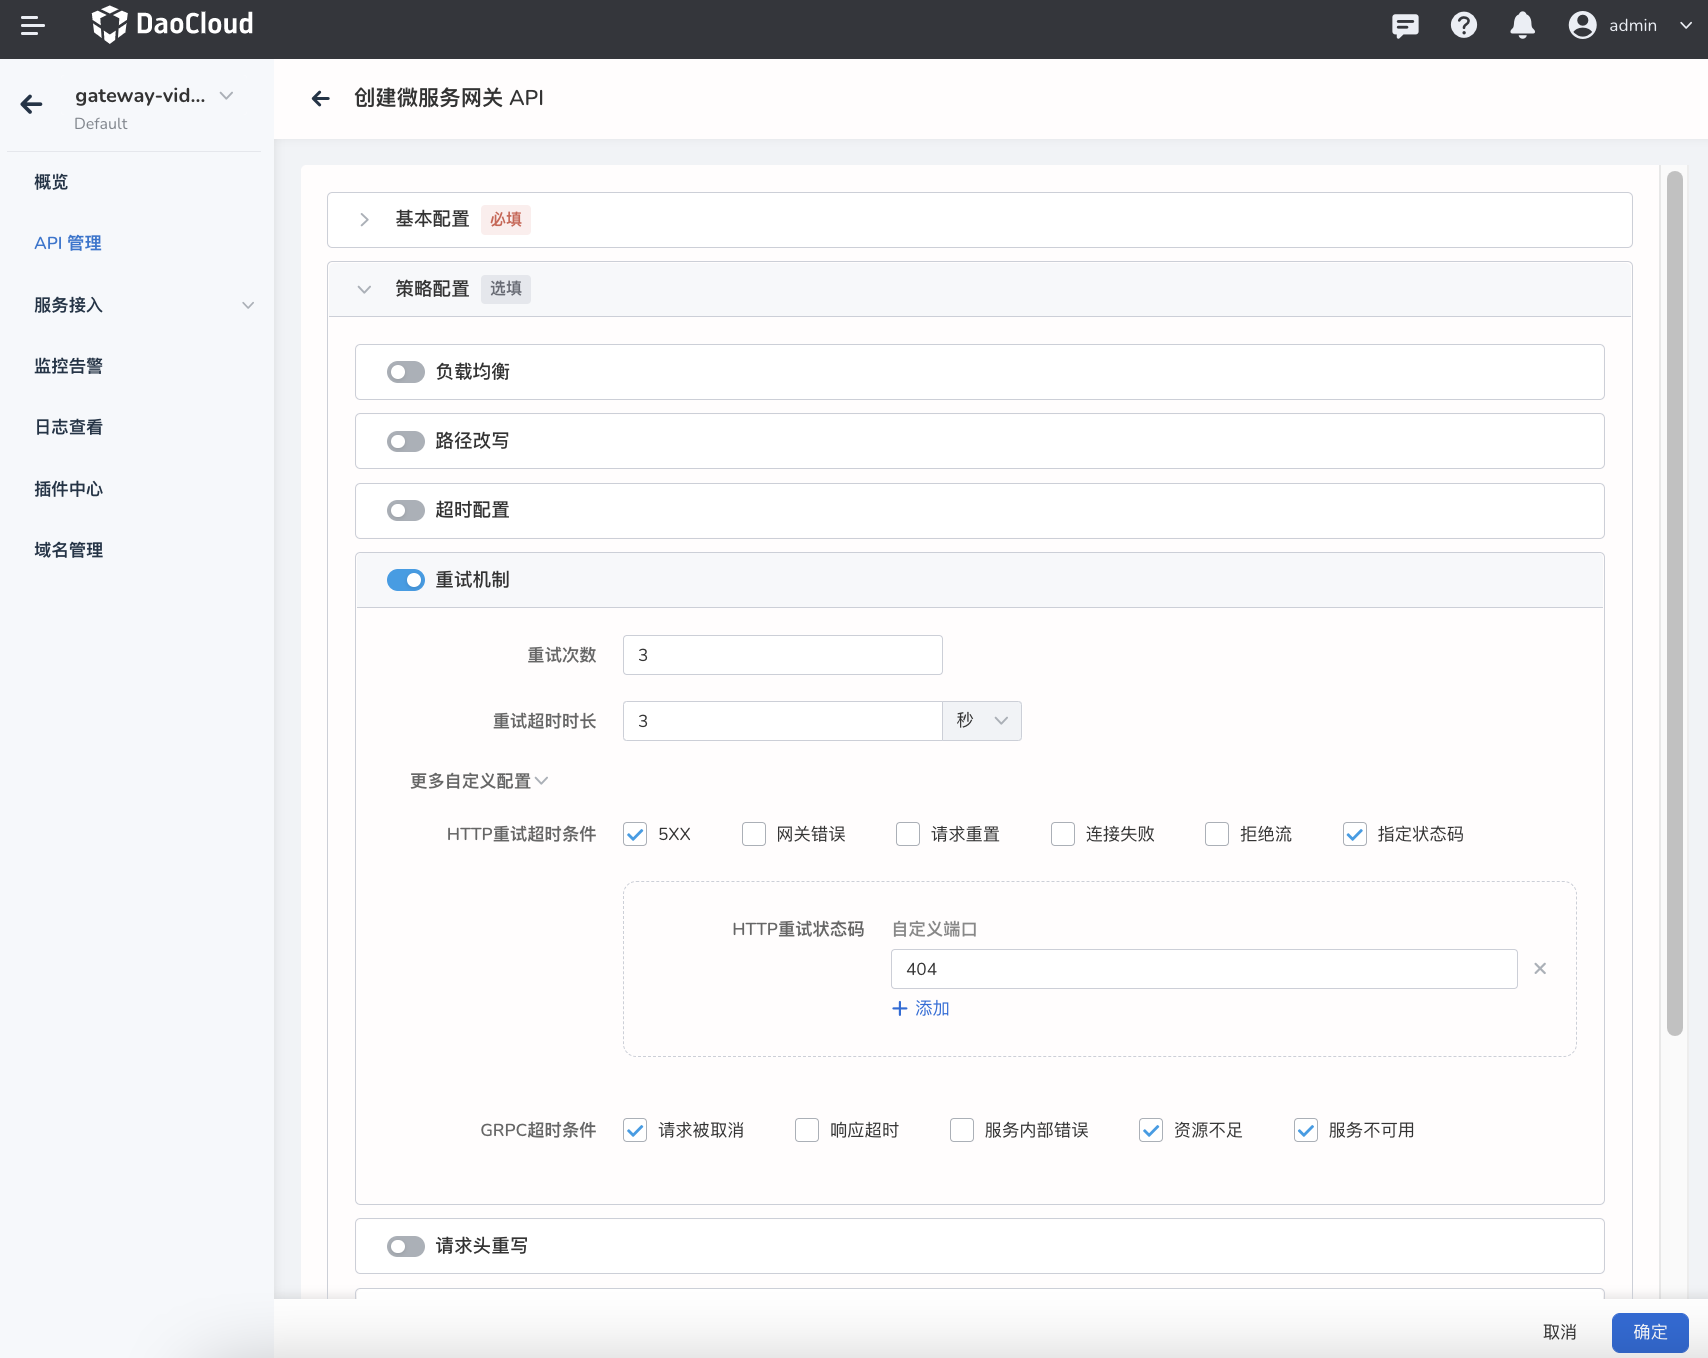 DaoCloud
admin
gateway-vid...
Default
概览
API 管理
服务接入
监控告警
日志查看
插件中心
域名管理
创建微服务网关 API
基本配置 必填
策略配置 选填
负载均衡
路径改写
超时配置
重试机制
重试次数 3
重试超时时长 3 秒
更多自定义配置
HTTP重试超时条件 5XX 网关错误 请求重置 连接失败 拒绝流 指定状态码
HTTP重试状态码 自定义端口
404
添加
GRPC超时条件 请求被取消 响应超时 服务内部错误 资源不足 服务不可用
请求头重写
取消 确定